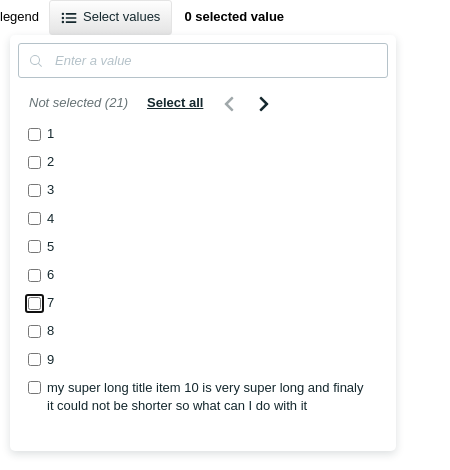 legend
Select values
0 selected value
Enter a value
Not selected (21)
Select all
1
2
3
4
5
6
7
8
9
my super long title item 10 is very super long and finaly
it could not be shorter so what can I do with it